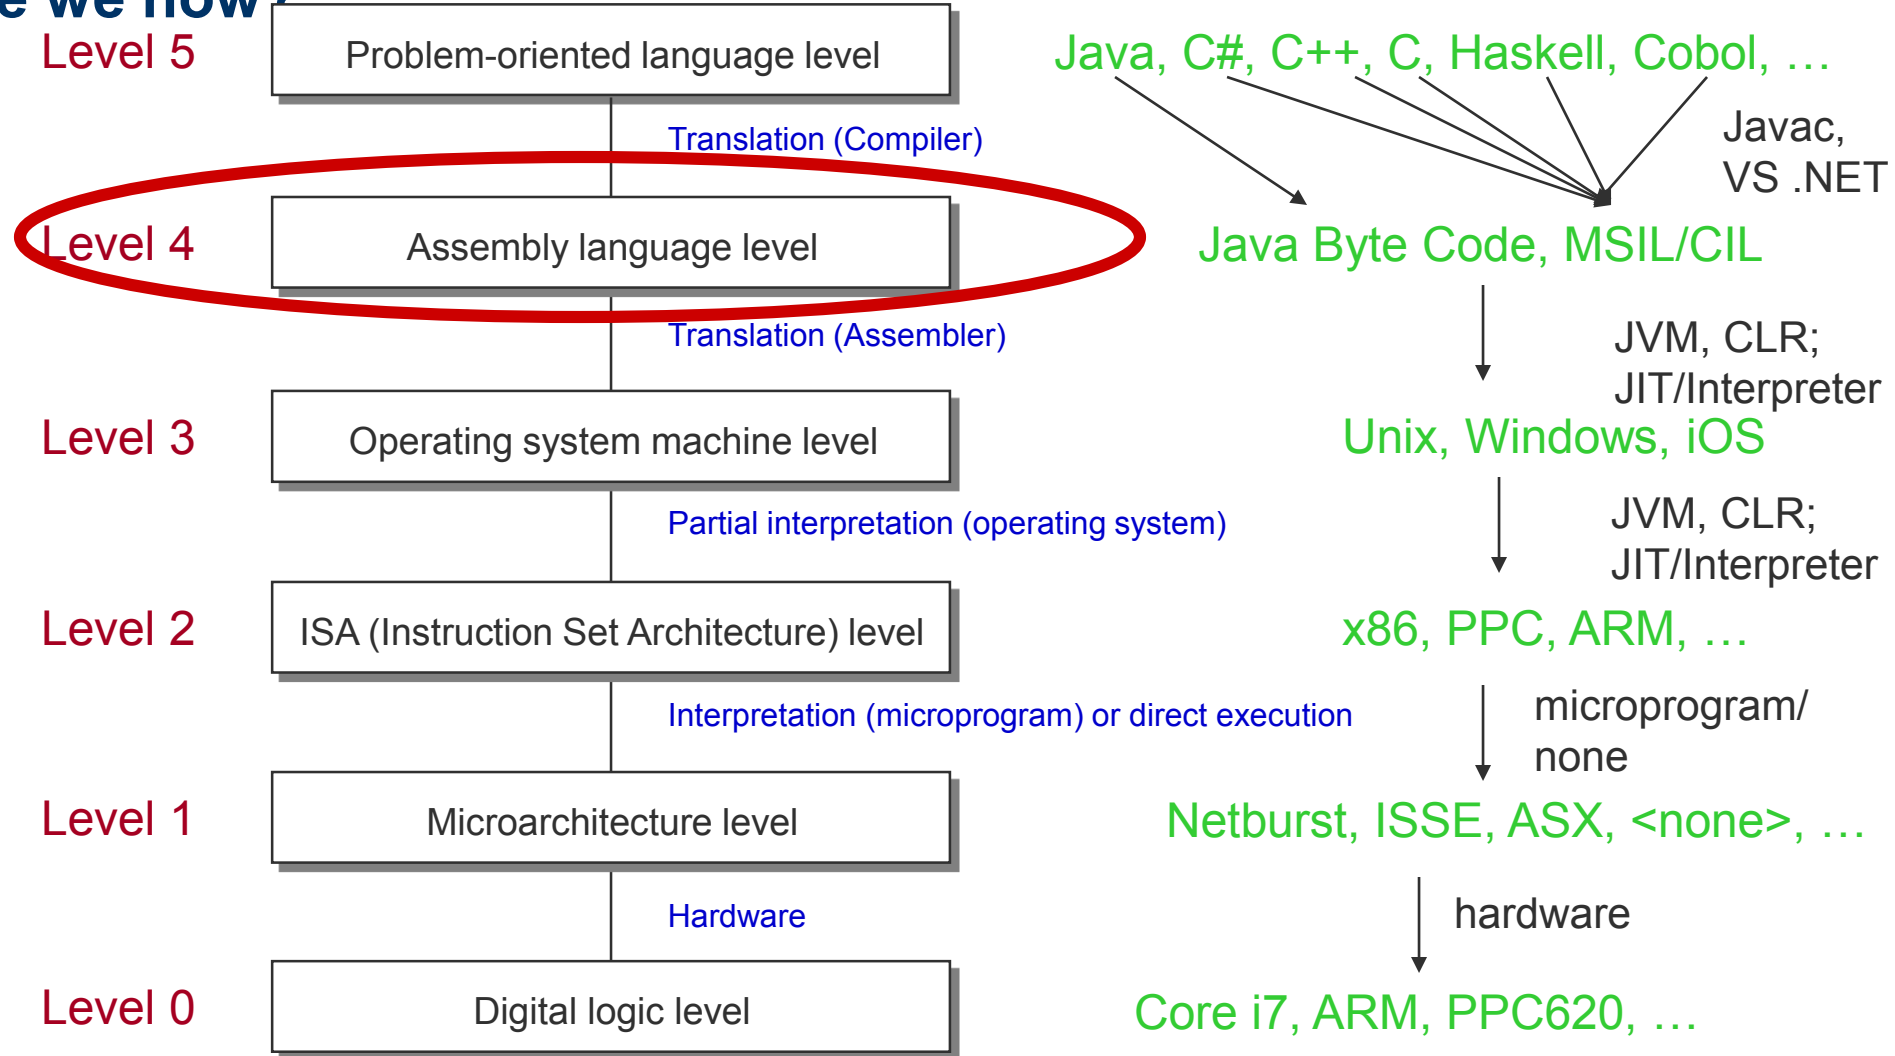 e we now?
Level 5
Problem-oriented language level
Java, C#, C++, C, Haskell, Cobol, …
Translation (Compiler)
Javac,
VS .NET
Level 4
Assembly language level
Java Byte Code, MSIL/CIL
Translation (Assembler)
JVM, CLR;
JIT/Interpreter
Level 3
Operating system machine level
Unix, Windows, iOS
Partial interpretation (operating system)
JVM, CLR;
JIT/Interpreter
Level 2
ISA (Instruction Set Architecture) level
x86, PPC, ARM, …
Interpretation (microprogram) or direct execution
microprogram/
none
Level 1
Microarchitecture level
Netburst, ISSE, ASX, <none>, …
Hardware
hardware
Level 0
Digital logic level
Core i7, ARM, PPC620, …